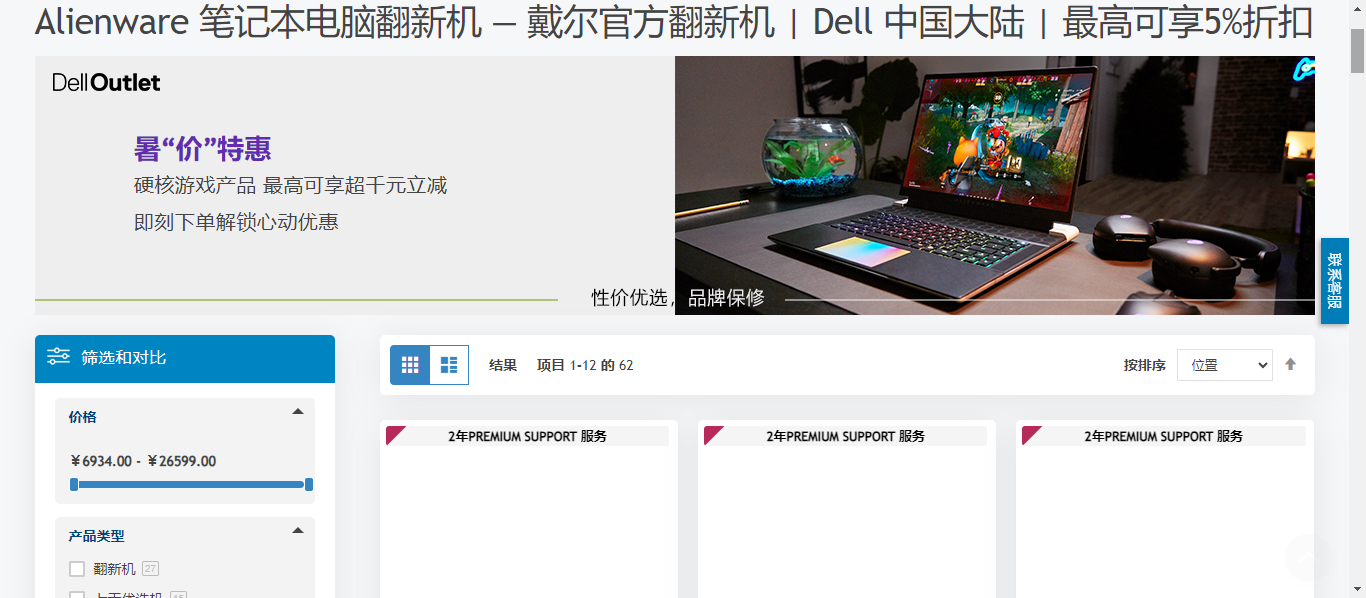 Alienware 笔记本电脑翻新机 — 戴尔官方翻新机 | Dell 中国大陆 | 最高可享5%折扣
DellOutlet
暑“价”特惠
硬核游戏产品 最高可享超千元立减
即刻下单解锁心动优惠
性价优选，品牌保修
联系客服
筛选和对比
结果 项目 1-12 的 62
按排序 位置
价格
￥6934.00 - ￥26599.00
产品类型
翻新机 27
2年PREMIUM SUPPORT 服务
2年PREMIUM SUPPORT 服务
2年PREMIUM SUPPORT 服务